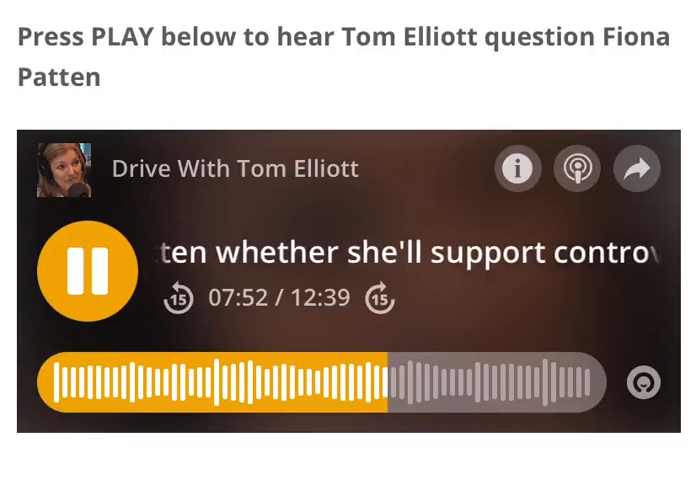 Press PLAY below to hear Tom Elliott question Fiona
Patten
Drive With Tom Elliott
ten whether she'll support contro
15 07:52 / 12:39 15